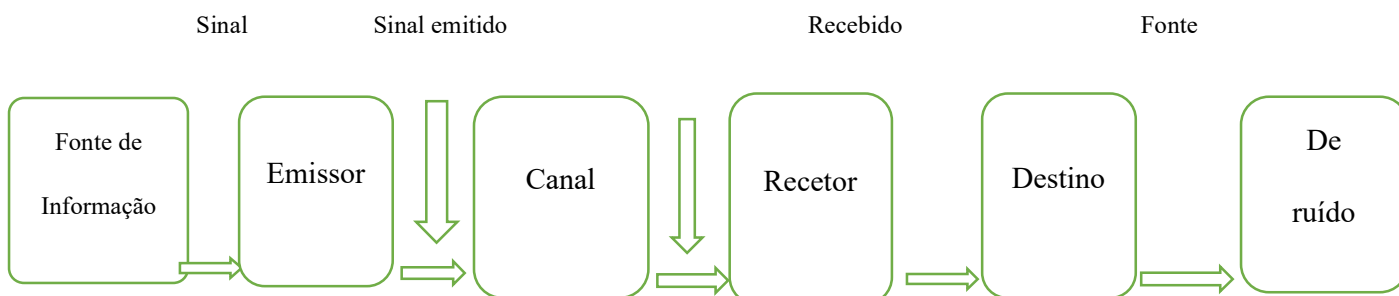 Sinal Sinal emitido Recebido Fonte
Fonte de
Informação
Emissor
Canal
Recetor
Destino
De
ruído